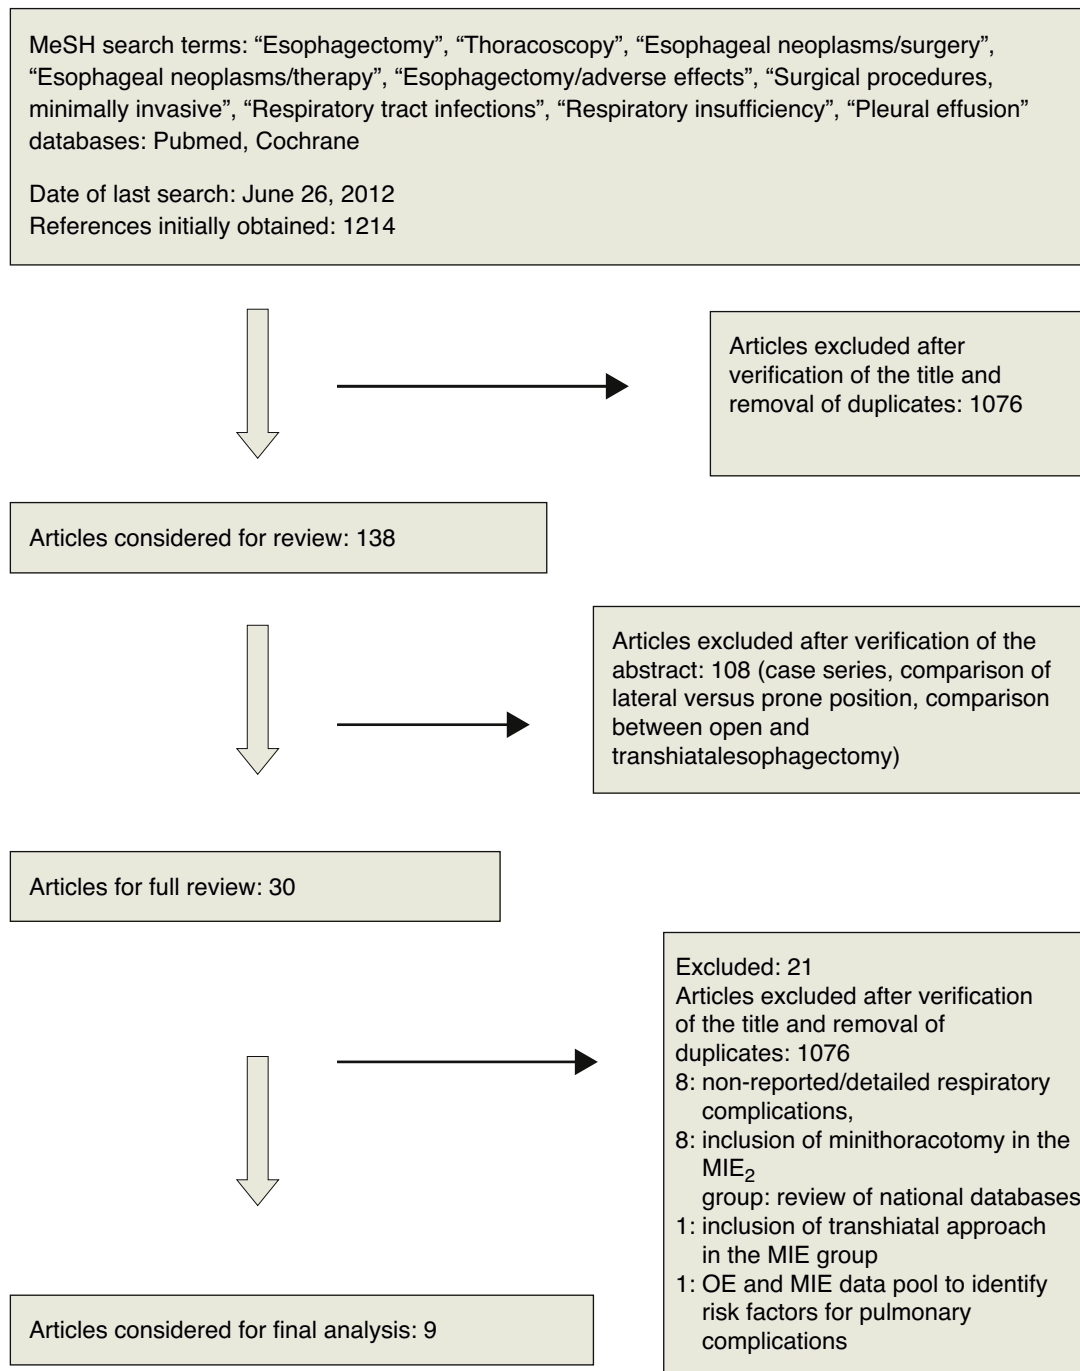 MeSH search terms: “Esophagectomy”, “Thoracoscopy”, “Esophageal neoplasms/surgery”,
“Esophageal neoplasms/therapy”, “Esophagectomy/adverse effects”, “Surgical procedures,
minimally invasive”, “Respiratory tract infections”, “Respiratory insufficiency”, “Pleural effusion”
databases: Pubmed, Cochrane
Date of last search: June 26, 2012
References initially obtained: 1214
Articles excluded after
verification of the title and
removal of duplicates: 1076
Articles considered for review: 138
Articles excluded after verification of the
abstract: 108 (case series, comparison of
lateral versus prone position, comparison
between open and
transhiatalesophagectomy)
Articles for full review: 30
Excluded: 21
Articles excluded after verification
of the title and removal of
duplicates: 1076
8: non-reported/detailed respiratory
complications,
8: inclusion of minithoracotomy in the
MIE2
group: review of national databases
1: inclusion of transhiatal approach
in the MIE group
1: OE and MIE data pool to identify
risk factors for pulmonary
complications
Articles considered for final analysis: 9